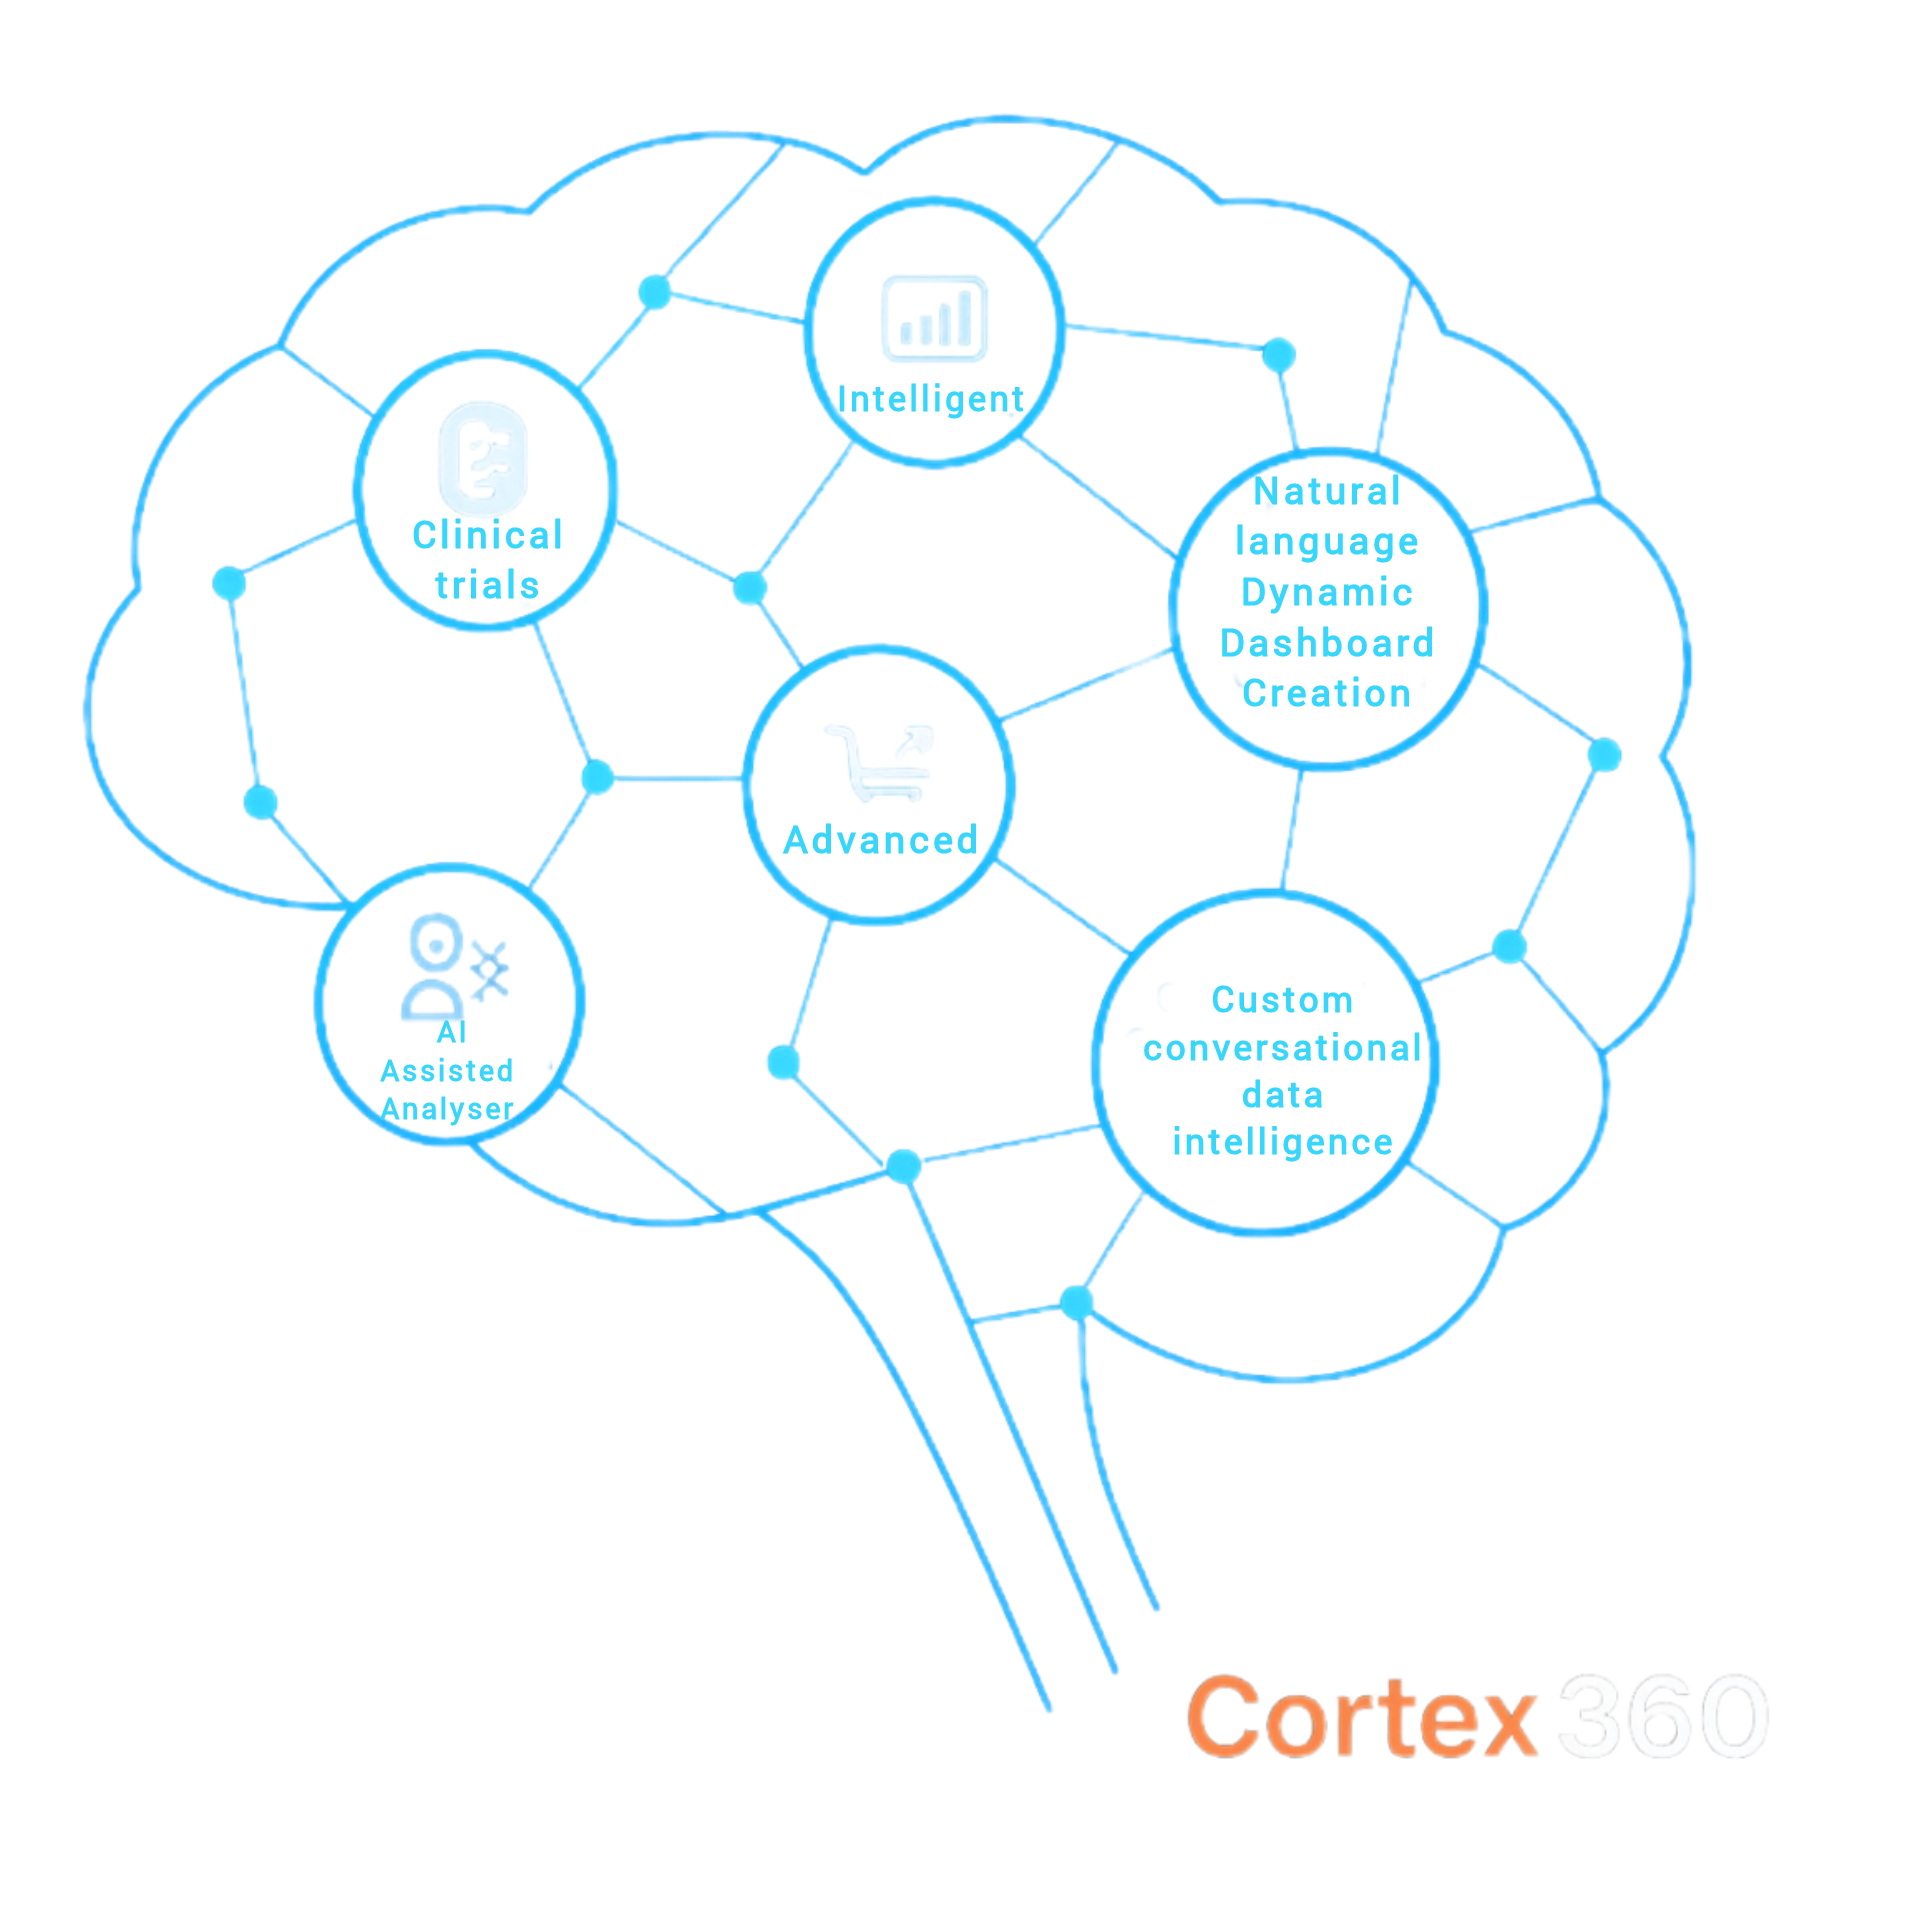 Intelligent
Clinical
trials
Natural
language
Dynamic
Dashboard
Creation
Advanced
AI
Assisted
Analyser
Custom
conversational
data
intelligence
Cortex 360